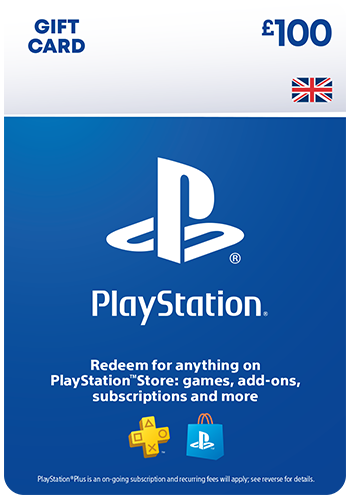 GIFT
CARD
£100
PlayStation®
Redeem for anything on
PlayStation™Store: games, add-ons,
subscriptions and more
PlayStation®Plus is an on-going subscription and recurring fees will apply; see reverse for details.